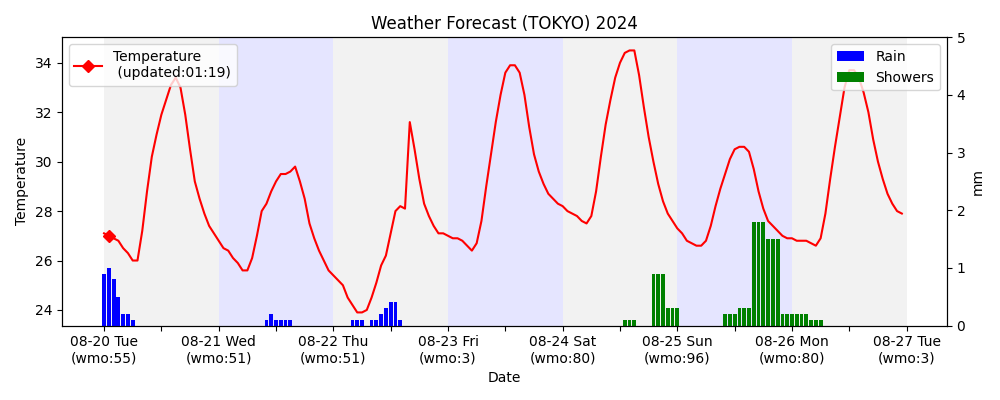 Weather Forecast (TOKYO) 2024
Temperature
(updated:01:19)
Rain
Showers
34
32
30
28
26
24
Temperature
5
4
3
2
1
0
mm
08-20 Tue
(wmo:55)
08-21 Wed
(wmo:51)
08-22 Thu
(wmo:51)
08-23 Fri
(wmo:3)
08-24 Sat
(wmo:80)
08-25 Sun
(wmo:96)
08-26 Mon
(wmo:80)
08-27 Tue
(wmo:3)
Date